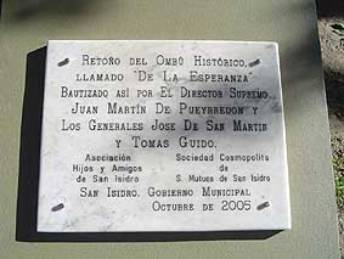 Retoño del Ombú Histórico,
llamado "De La Esperanza"
Bautizado así por El Director Supremo
Juan Martín De Pueyrredon y
Los Generales Jose De San Martin
y Tomas Guido.
Asociación Hijos y Amigos de San Isidro
Sociedad Cosmopolita de S. Mutuos de San Isidro
San Isidro, Gobierno Municipal
Octubre de 2005